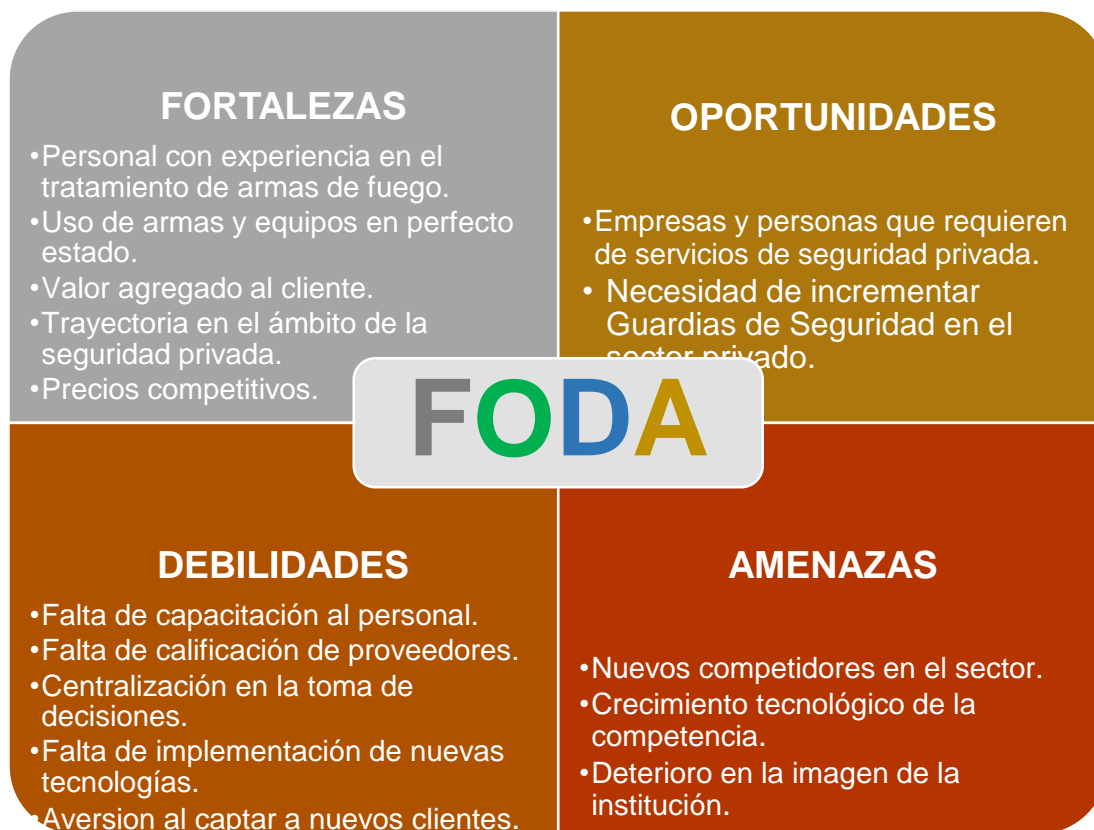 FORTALEZAS
•Personal con experiencia en el
tratamiento de armas de fuego.
•Uso de armas y equipos en perfecto
estado.
•Valor agregado al cliente.
•Trayectoria en el ámbito de la
seguridad privada.
•Precios competitivos.
OPORTUNIDADES
•Empresas y personas que requieren
de servicios de seguridad privada.
• Necesidad de incrementar
Guardias de Seguridad en el
sector privado.
FODA
DEBILIDADES
•Falta de capacitación al personal.
•Falta de calificación de proveedores.
•Centralización en la toma de
decisiones.
•Falta de implementación de nuevas
tecnologías.
•Aversion al captar a nuevos clientes.
AMENAZAS
•Nuevos competidores en el sector.
•Crecimiento tecnológico de la
competencia.
•Deterioro en la imagen de la
institución.